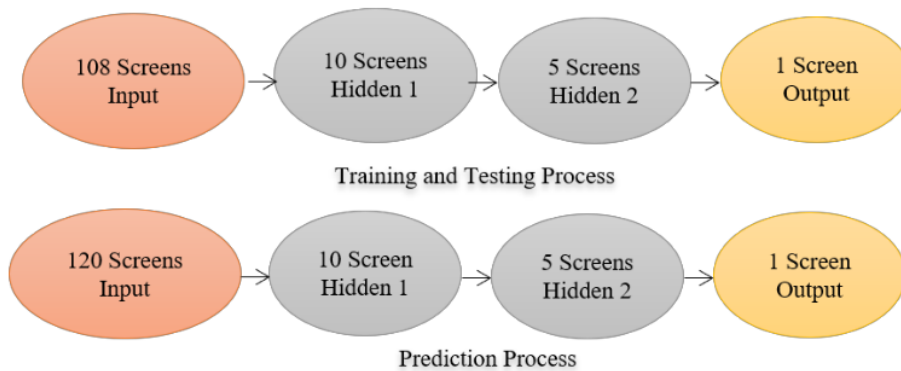 108 Screens
Input
10 Screens
Hidden 1
5 Screens
Hidden 2
1 Screen
Output
Training and Testing Process
120 Screens
Input
10 Screen
Hidden 1
5 Screens
Hidden 2
1 Screen
Output
Prediction Process